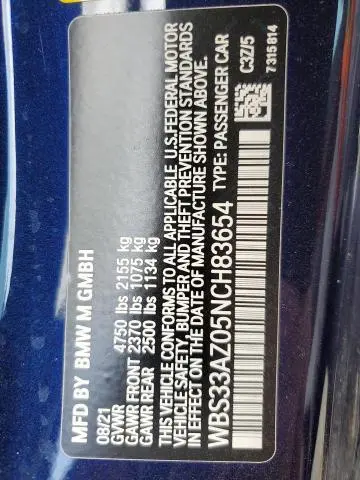 MFD BY BMW M GMBH
08/21
GVWR 4750 lbs 2155 kg
GAWR FRONT 2370 lbs 1075 kg
GAWR REAR 2500 lbs 1134 kg
THIS VEHICLE CONFORMS TO ALL APPLICABLE U.S.FEDERAL MOTOR
VEHICLE SAFETY, BUMPER AND THEFT PREVENTION STANDARDS
IN EFFECT ON THE DATE OF MANUFACTURE SHOWN ABOVE.
WBS33AZ05NCH83654 TYPE: PASSENGER CAR
C3Z/5
7315814